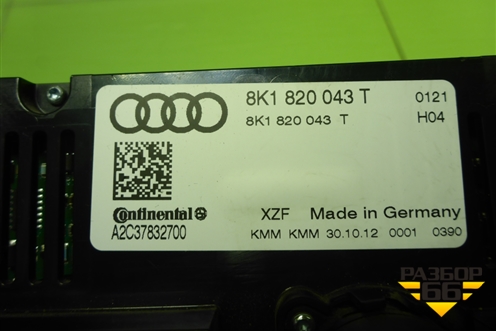 8K1 820 043 T 0121
8K1 820 043 T H04
Continental
A2C37832700
XZF Made in Germany
KMM KMM 30.10.12 0001 0390
РАЗБОР
66